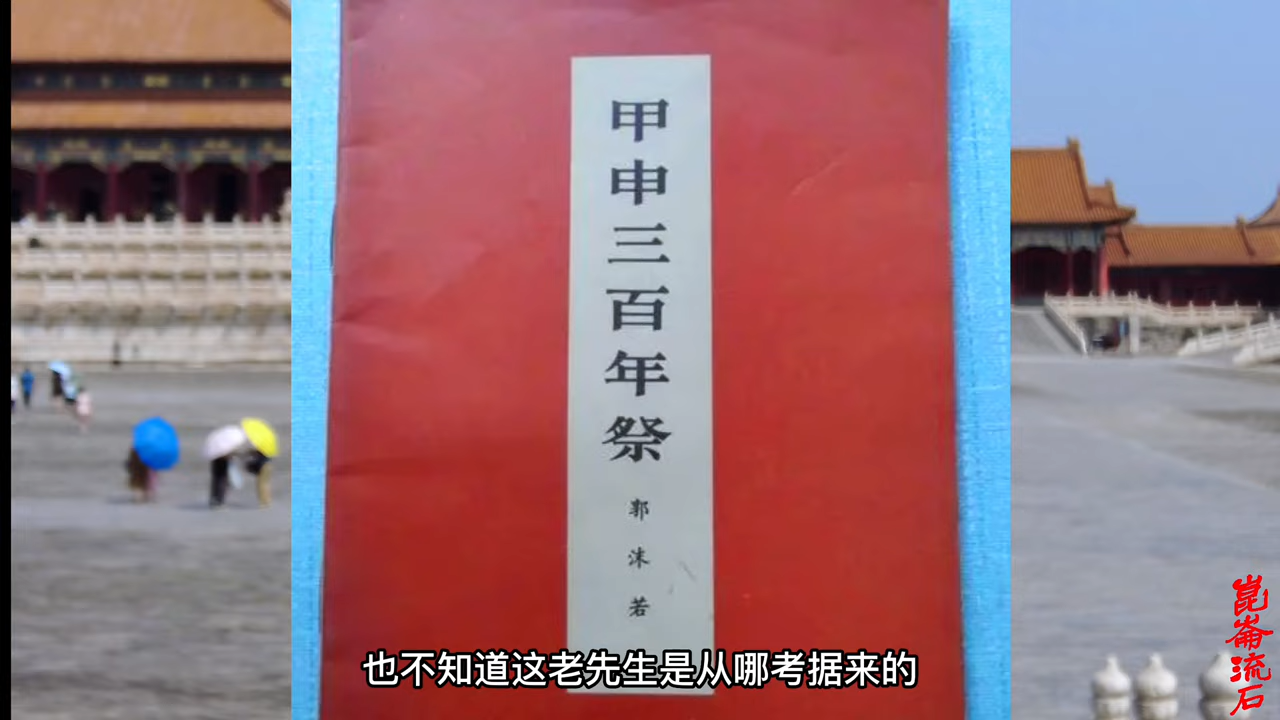 甲申三百年祭
郭沫若
也不知道这老先生是从哪考据来的
崑崙流石